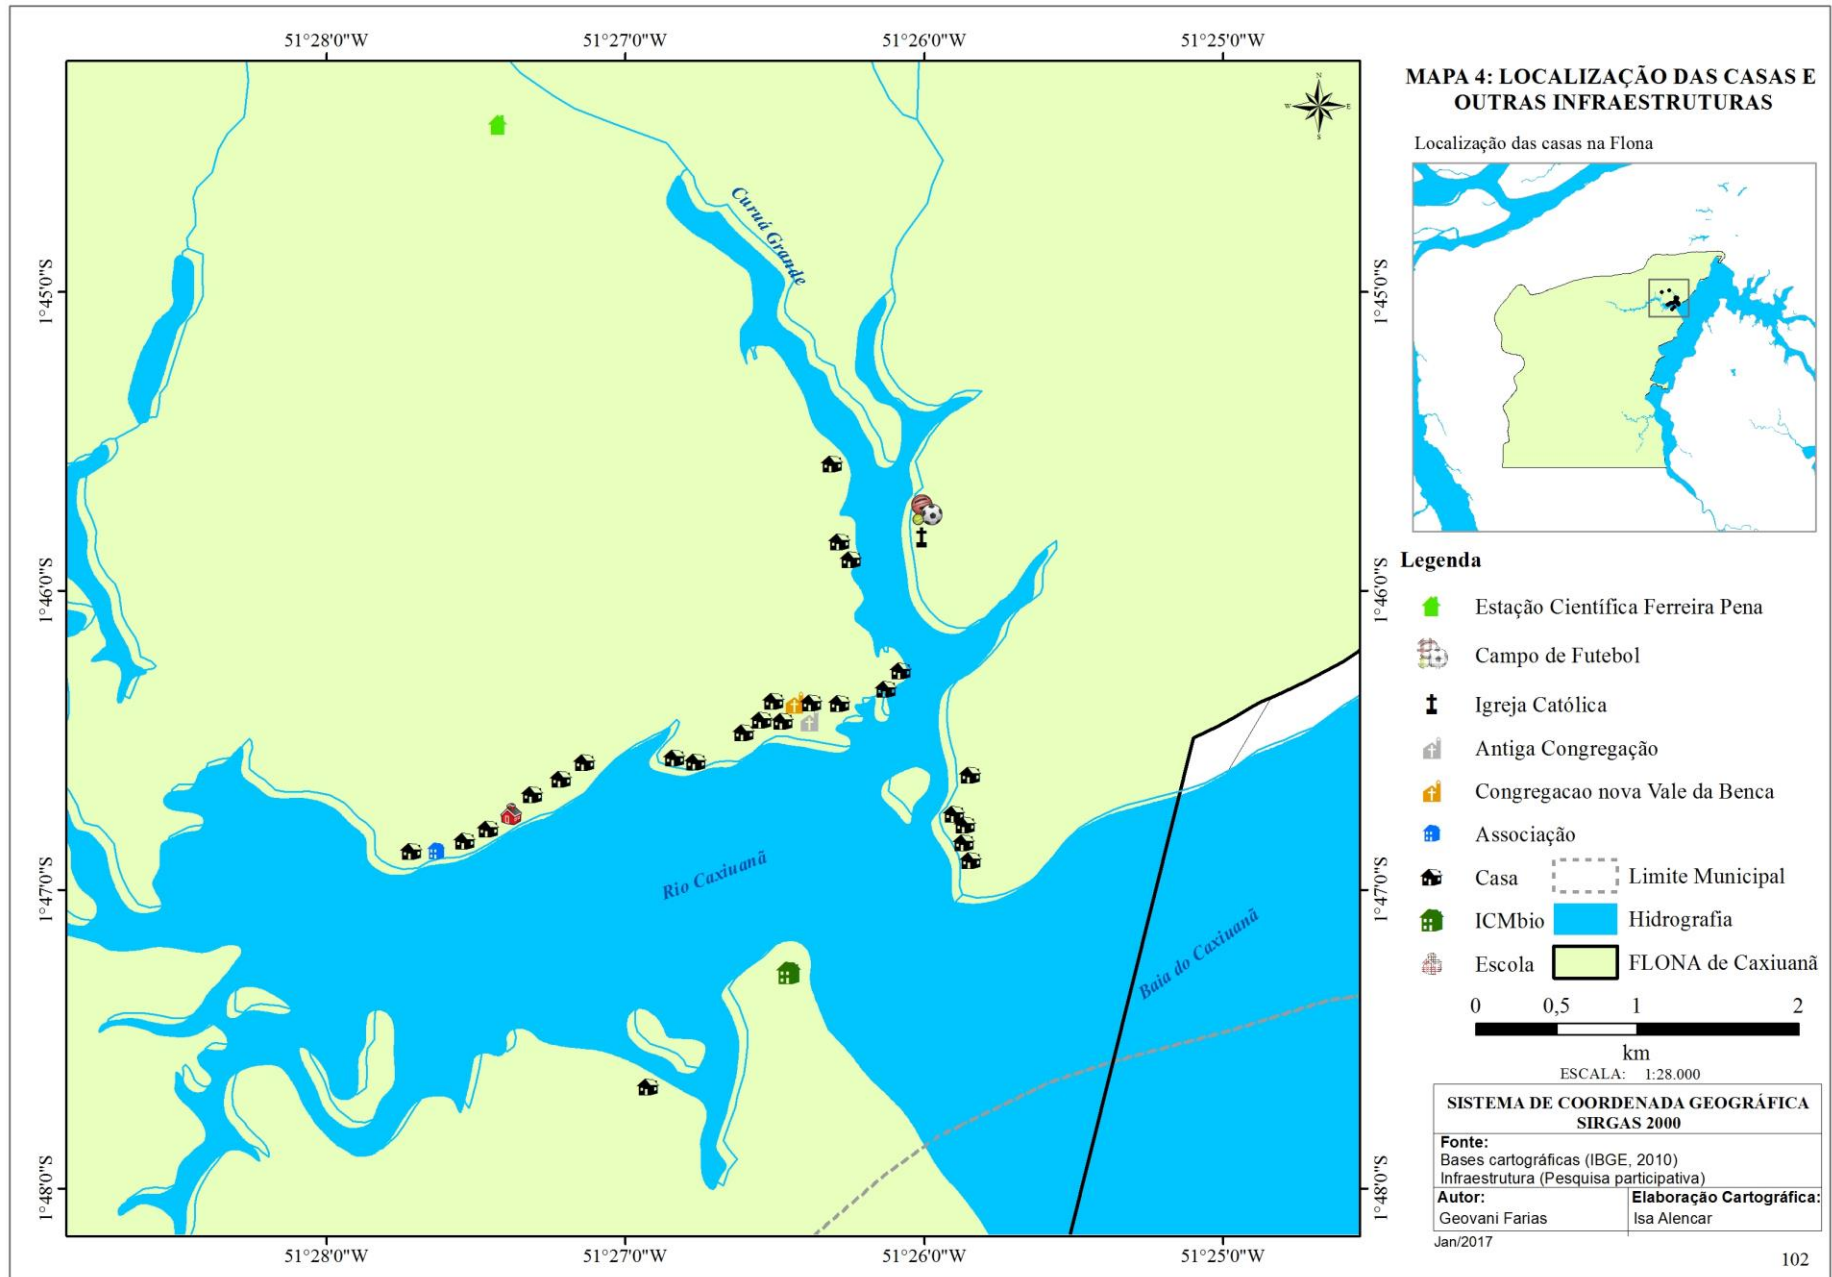 51°28'0"W
51°27'0"W
51°26'0"W
51°25'0"W
N
W
E
S
1°45'0"S
1°46'0"S
1°47'0"S
1°48'0"S
Curuá Grande
Rio Caxiuanã
Baia do Caxiuanã
1°45'0"S
1°46'0"S
1°47'0"S
1°48'0"S
51°28'0"W
51°27'0"W
51°26'0"W
51°25'0"W
MAPA 4: LOCALIZAÇÃO DAS CASAS E
OUTRAS INFRAESTRUTURAS
Localização das casas na Flona
Legenda
Estação Científica Ferreira Pena
Campo de Futebol
Igreja Católica
Antiga Congregação
Congregacao nova Vale da Benca
Associação
Casa
Limite Municipal
ICMbio
Hidrografia
Escola
FLONA de Caxiuanã
0 0,5 1 2
km
ESCALA: 1:28.000
SISTEMA DE COORDENADA GEOGRÁFICA
SIRGAS 2000
Fonte:
Bases cartográficas (IBGE, 2010)
Infraestrutura (Pesquisa participativa)
Autor:
Geovani Farias
Elaboração Cartográfica:
Isa Alencar
Jan/2017
102